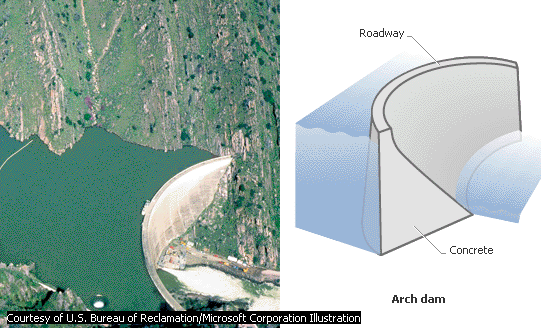 Roadway
Concrete
Arch dam
Courtesy of U.S. Bureau of Reclamation/Microsoft Corporation Illustration